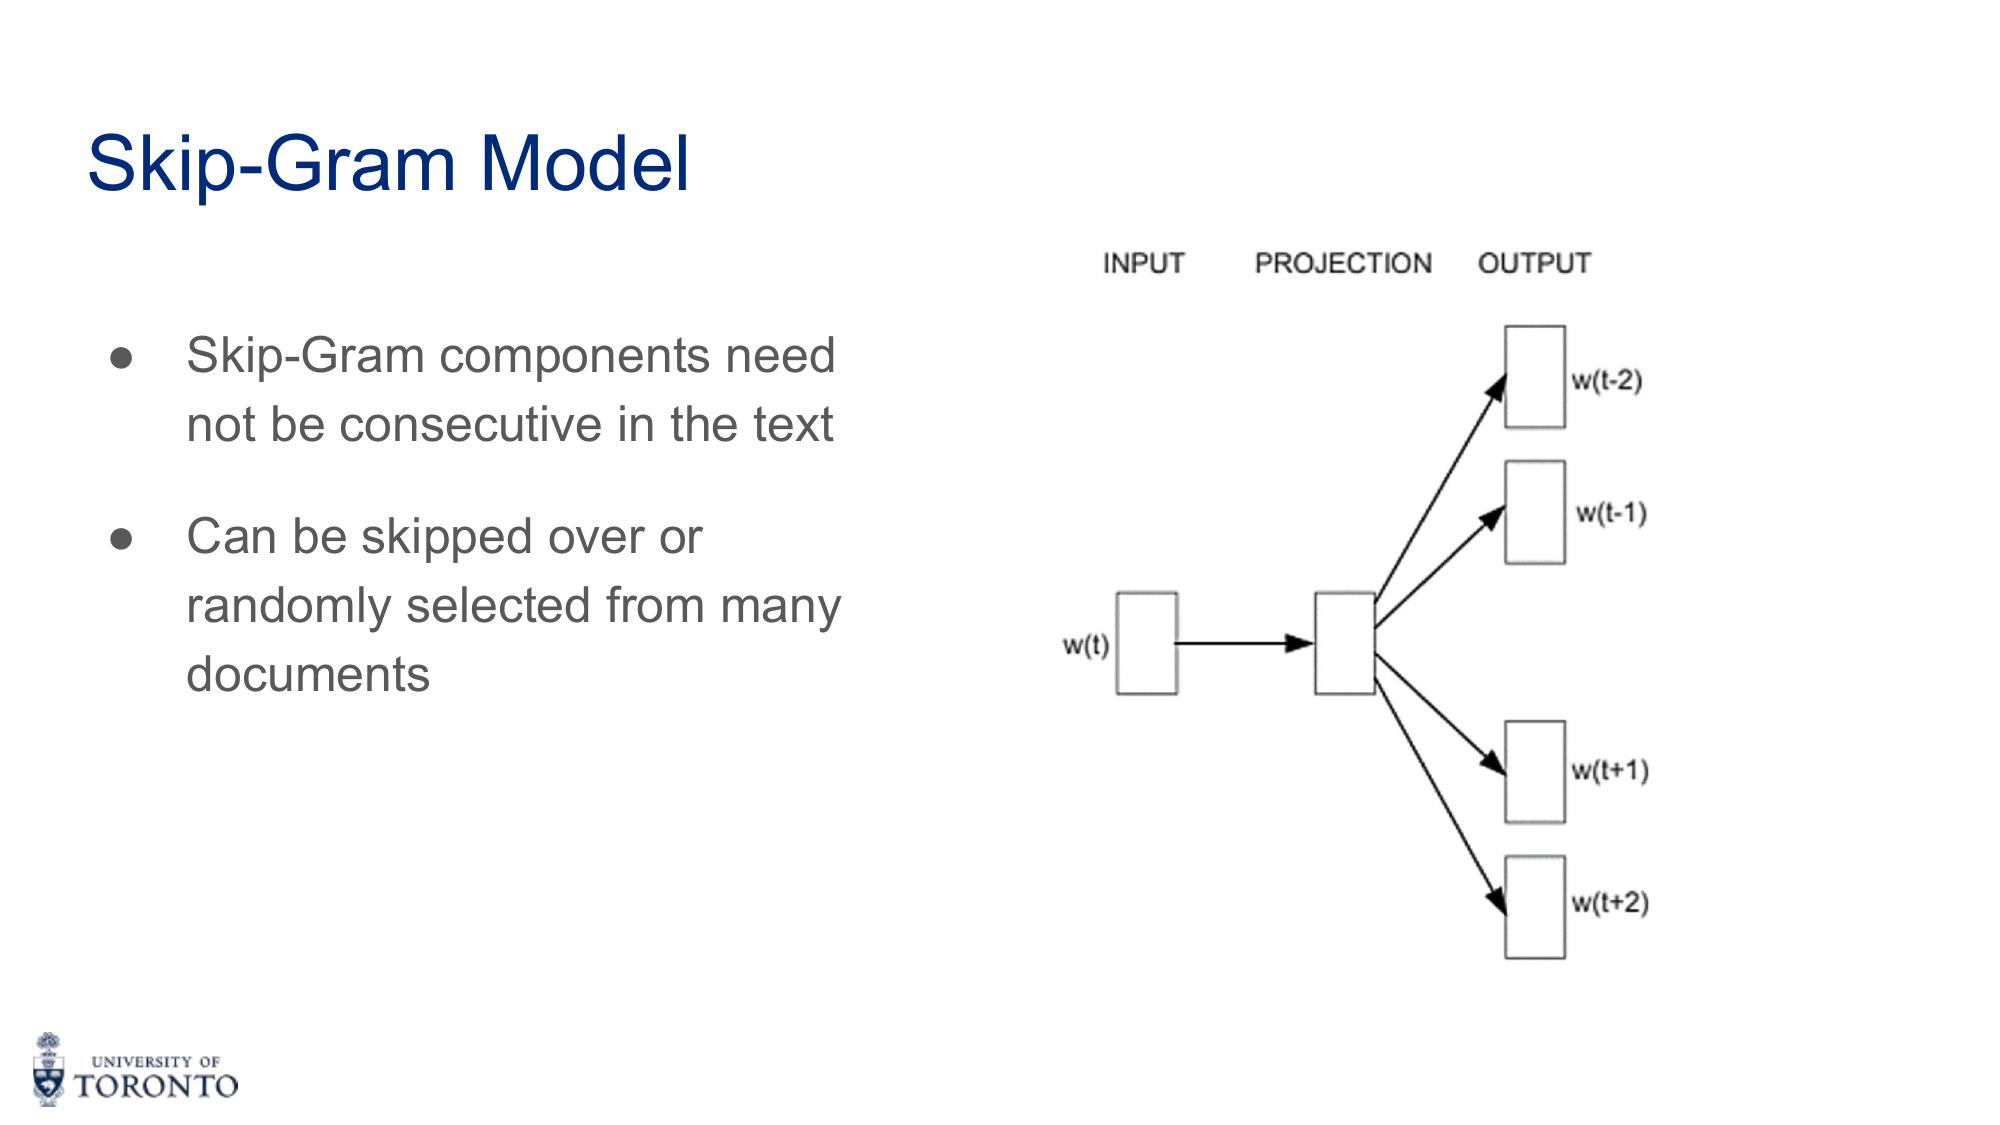 Skip-Gram Model
● Skip-Gram components need
not be consecutive in the text
● Can be skipped over or
randomly selected from many
documents
INPUT PROJECTION OUTPUT
w(t-2)
w(t-1)
w(t)
w(t+1)
w(t+2)
UNIVERSITY OF
TORONTO